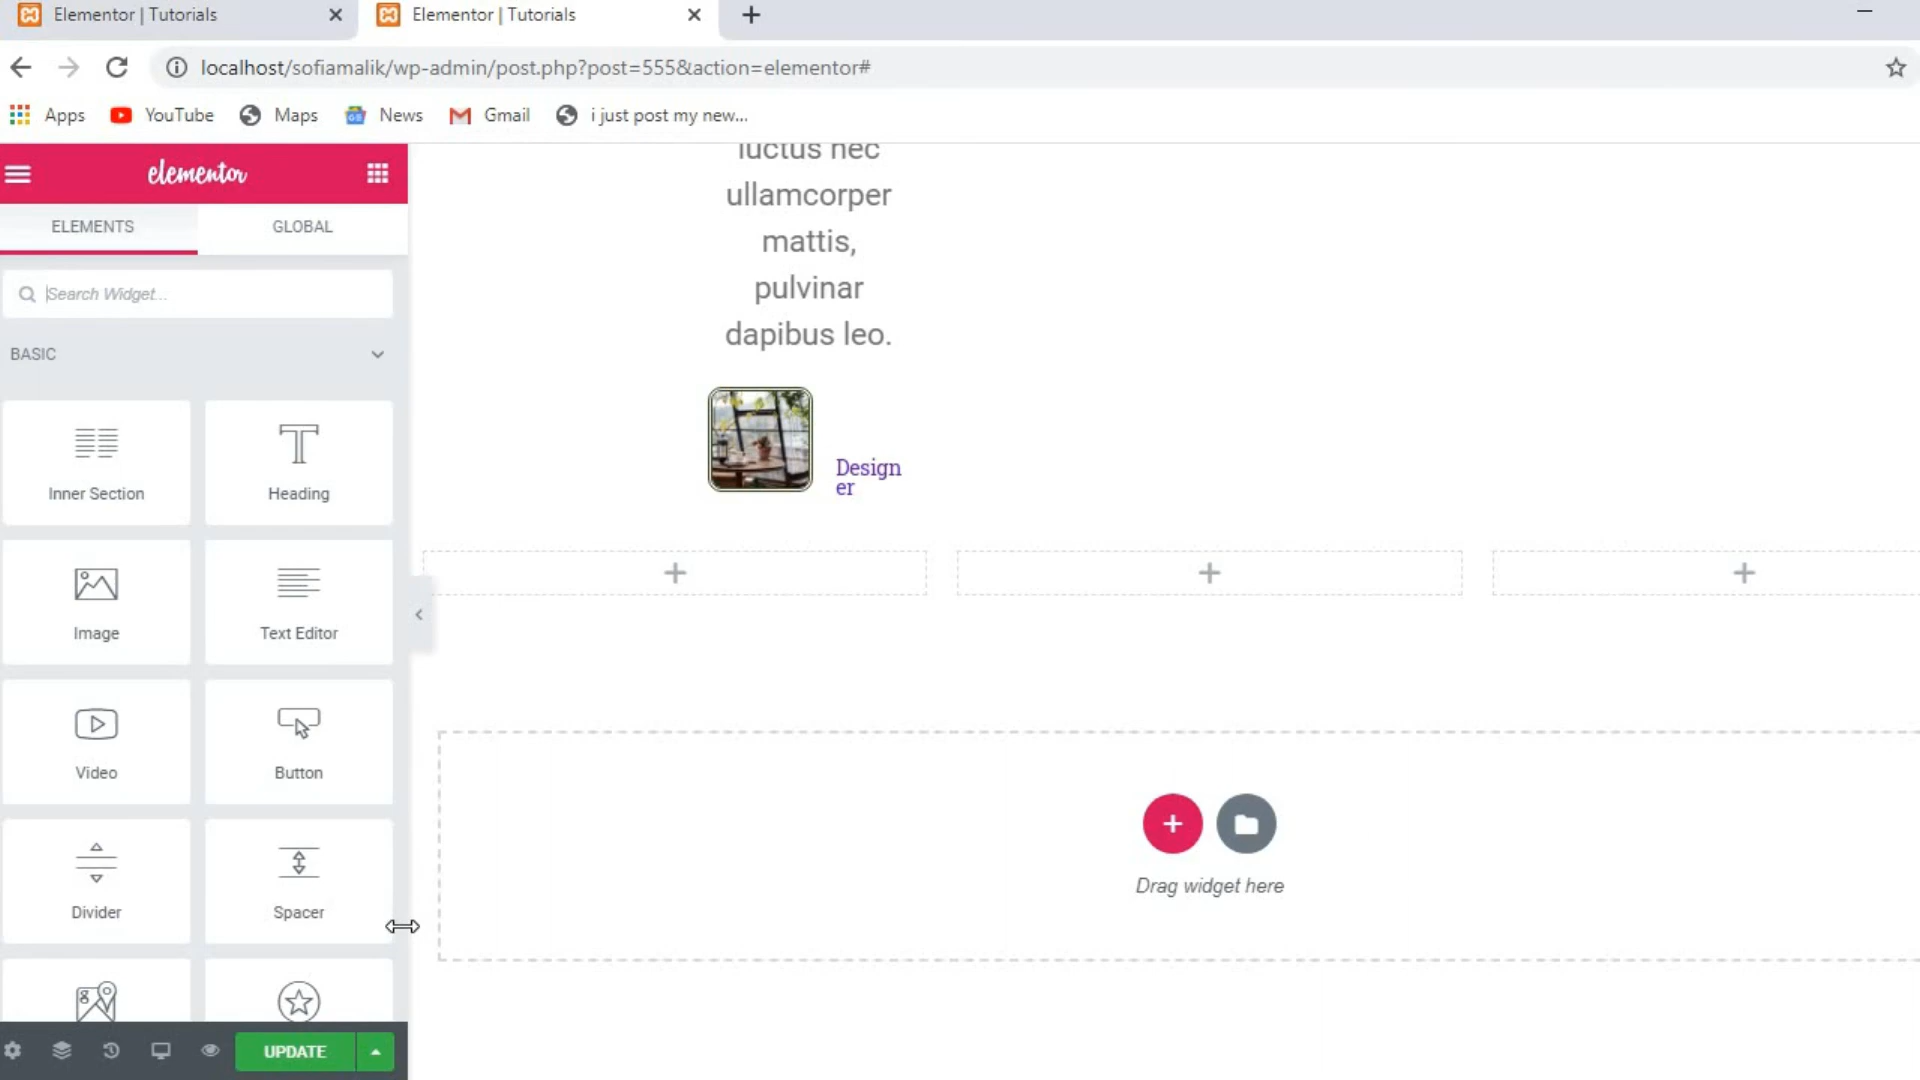 Elementor | Tutorials
Elementor | Tutorials
localhost/sofiamalik/wp-admin/post.php?post=555&action=elementor#
Apps
YouTube
Maps
News
Gmail
i just post my new...
elementor
ELEMENTS
GLOBAL
Search Widget...
BASIC
Inner Section
Heading
Image
Text Editor
Video
Button
Divider
Spacer
UPDATE
luctus nec
ullamcorper
mattis,
pulvinar
dapibus leo.
Design
er
Drag widget here